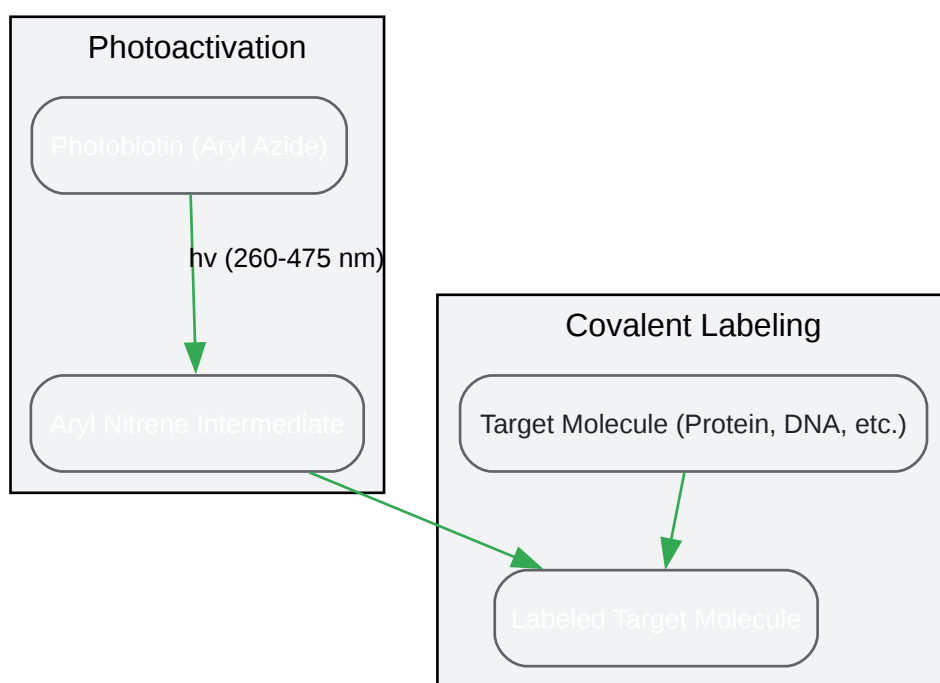 Photoactivation
Photobiotin (Aryl Azide)
hv (260-475 nm)
Aryl Nitrene Intermediate
Covalent Labeling
Target Molecule (Protein, DNA, etc.)
Labeled Target Molecule